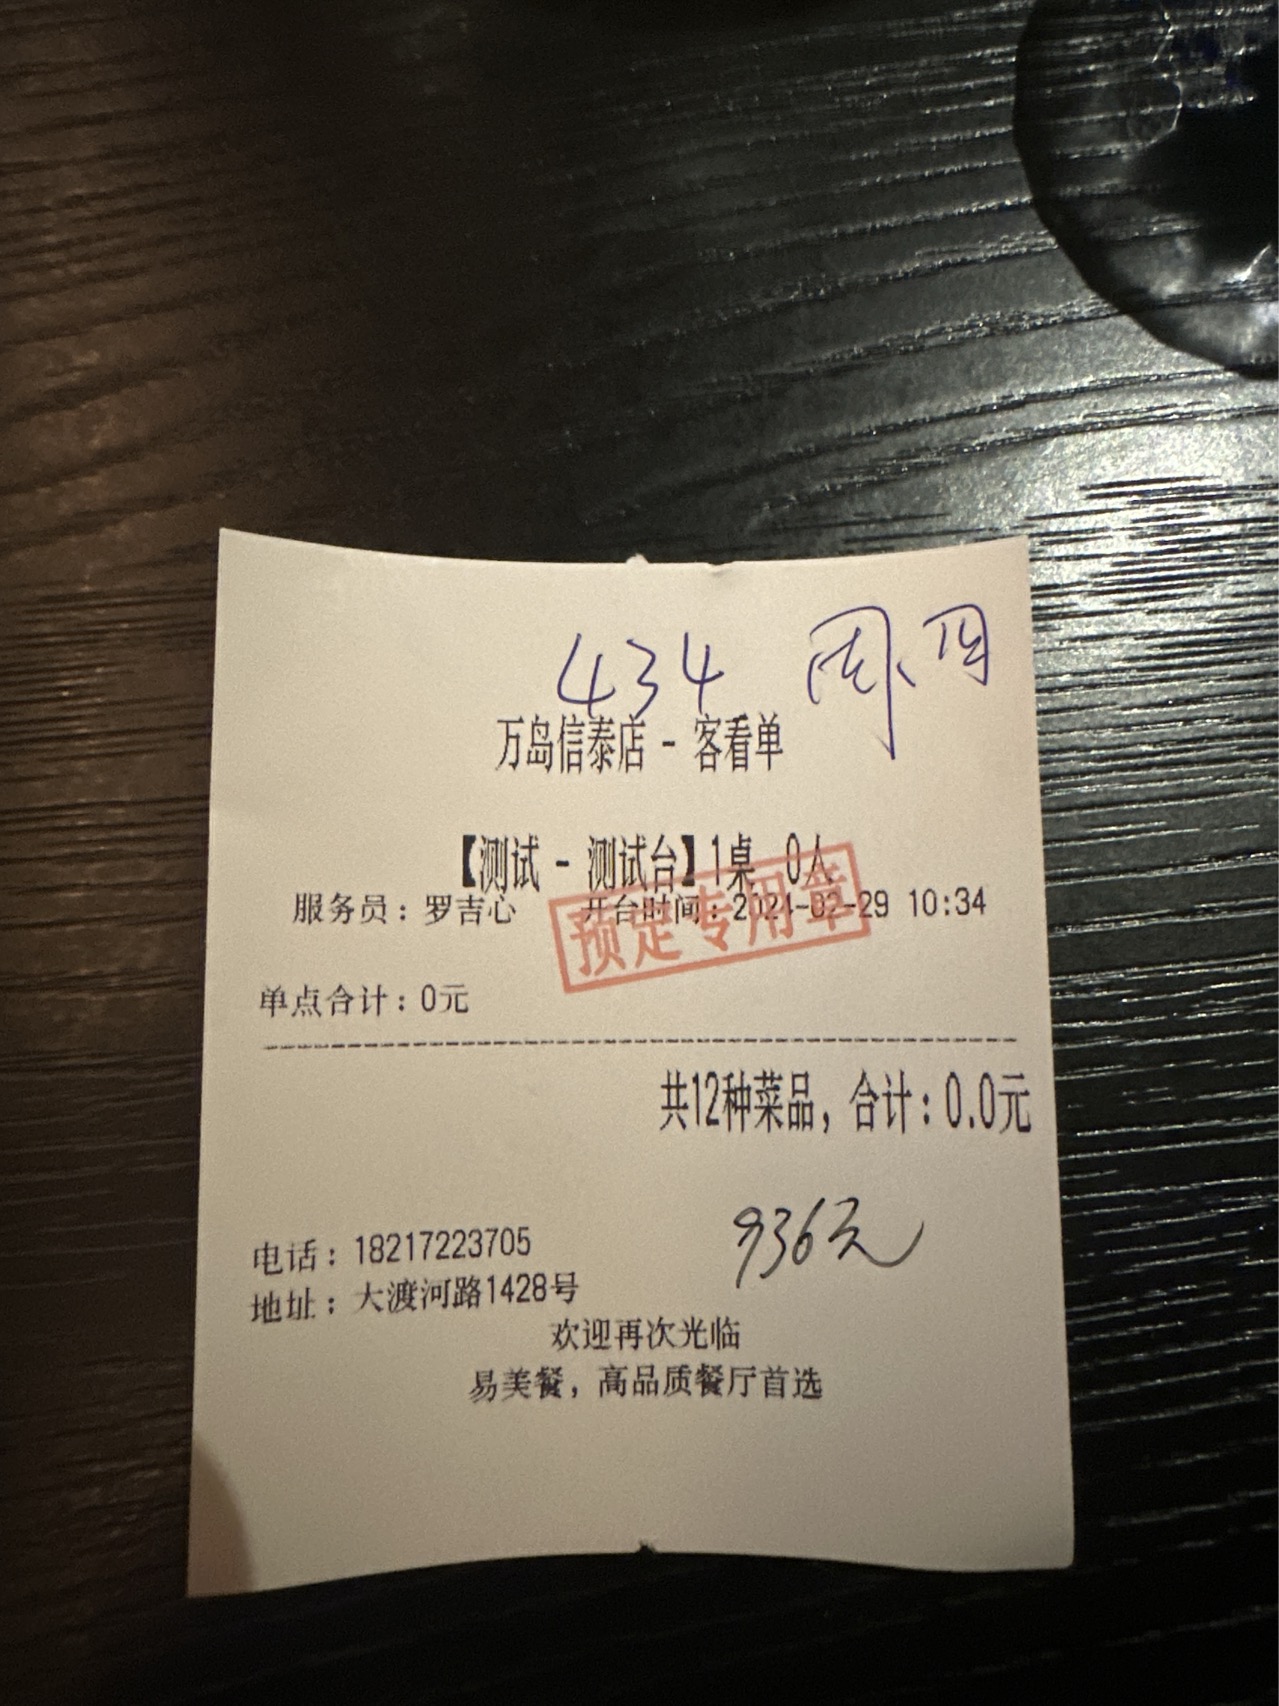 434 周四
万岛信泰店 - 客看单
【测试 - 测试台】1桌 0人
服务员：罗吉心 开台时间：2024-02-29 10:34
预定专用章
单点合计：0元
共12种菜品，合计：0.0元
936元
电话：18217223705
地址：大渡河路1428号
欢迎再次光临
易美餐，高品质餐厅首选